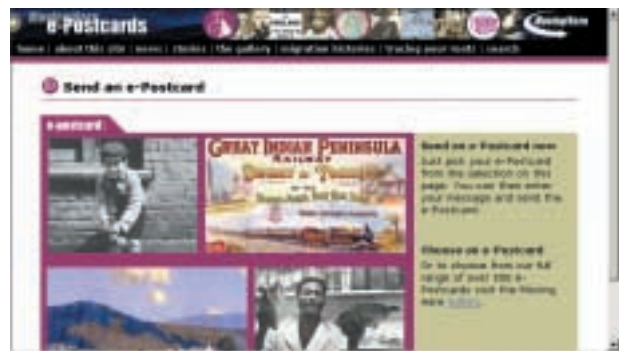 e-Postcards
home | about this site | news | stories | the gallery | migration histories | tracing your roots | search
Send an e-Postcard
e-postcard
GREAT INDIAN PENINSULA
RAILWAY
Send an e-Postcard now
Just pick your e-Postcard
from the selection on this
page. You can then enter
your message and send the
e-Postcard.
Choose an e-Postcard
Or to choose from our full
range of over 100 e-
Postcards visit the Moving
Here